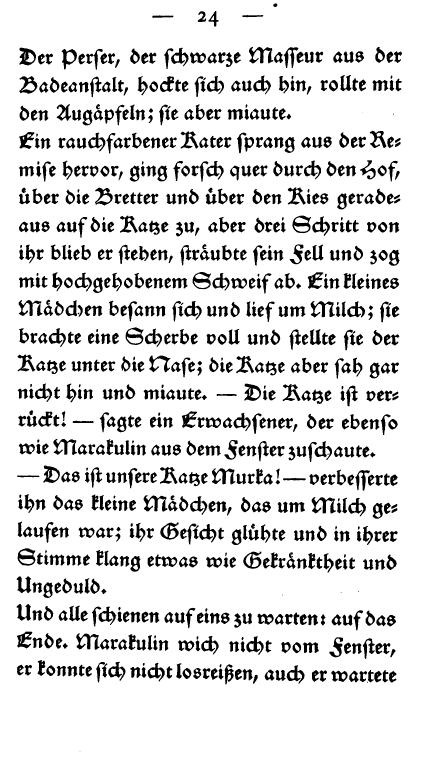 — 24 —
Der Perser, der schwarze Masseur aus der
Badeanstalt, hockte sich auch hin, rollte mit
den Augäpfeln; sie aber miaute.
Ein rauchfarbener Kater sprang aus der Re-
mise hervor, ging forsch quer durch den Hof,
über die Bretter und über den Kies gerade-
aus auf die Katze zu, aber drei Schritt von
ihr blieb er stehen, sträubte sein Fell und zog
mit hochgehobenem Schweif ab. Ein kleines
Mädchen besann sich und lief um Milch; sie
brachte eine Scherbe voll und stellte sie der
Katze unter die Nase; die Katze aber sah gar
nicht hin und miaute. — Die Katze ist ver-
rückt! — sagte ein Erwachsener, der ebenso
wie Marakulin aus dem Fenster zuschaute.
— Das ist unsere Katze Murka! — verbesserte
ihn das kleine Mädchen, das um Milch ge-
laufen war; ihr Gesicht glühte und in ihrer
Stimme klang etwas wie Gekränktheit und
Ungeduld.
Und alle schienen auf eins zu warten: auf das
Ende. Marakulin wich nicht vom Fenster,
er konnte sich nicht losreißen, auch er wartete